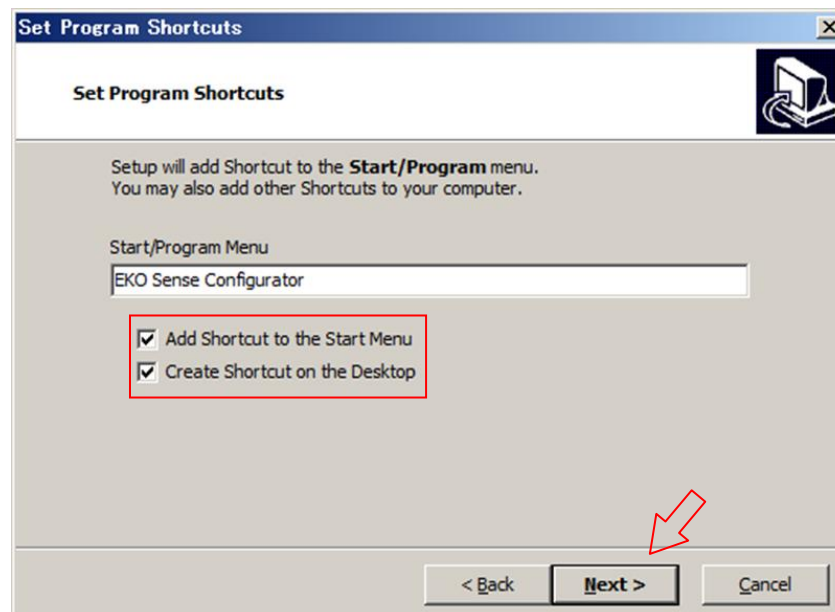 Set Program Shortcuts
Set Program Shortcuts
Setup will add Shortcut to the Start/Program menu.
You may also add other Shortcuts to your computer.
Start/Program Menu
EKO Sense Configurator
Add Shortcut to the Start Menu
Create Shortcut on the Desktop
< Back Next > Cancel